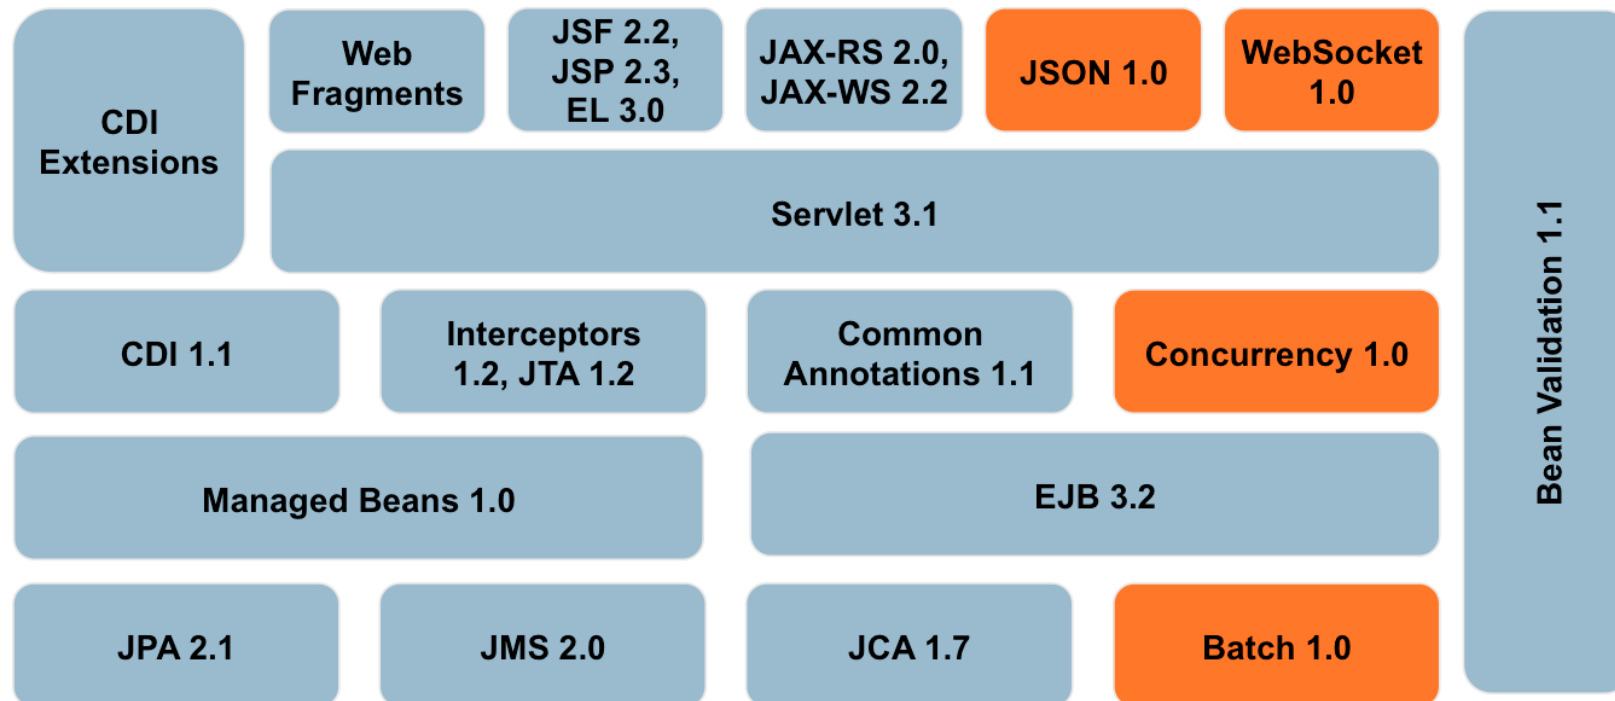 CDI
Extensions
Web
Fragments
JSF 2.2,
JSP 2.3,
EL 3.0
JAX-RS 2.0,
JAX-WS 2.2
JSON 1.0
WebSocket
1.0
Servlet 3.1
CDI 1.1
Interceptors
1.2, JTA 1.2
Common
Annotations 1.1
Concurrency 1.0
Managed Beans 1.0
EJB 3.2
JPA 2.1
JMS 2.0
JCA 1.7
Batch 1.0
Bean Validation 1.1